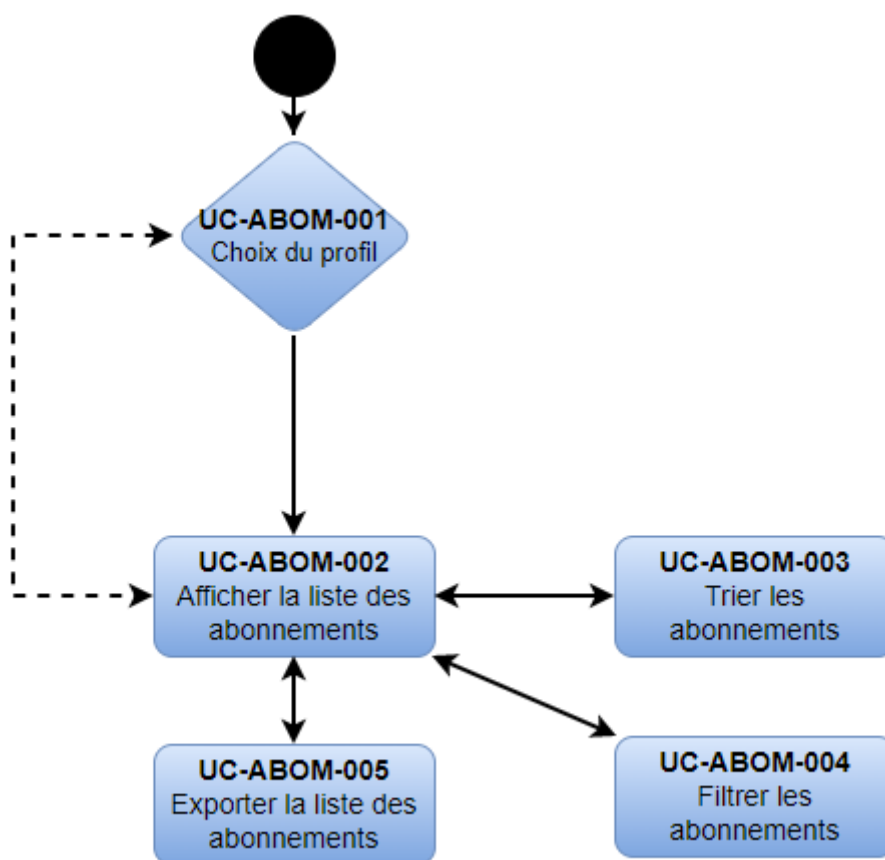 UC-ABOM-001
Choix du profil
UC-ABOM-002
Afficher la liste des
abonnements
UC-ABOM-003
Trier les
abonnements
UC-ABOM-005
Exporter la liste des
abonnements
UC-ABOM-004
Filtrer les
abonnements